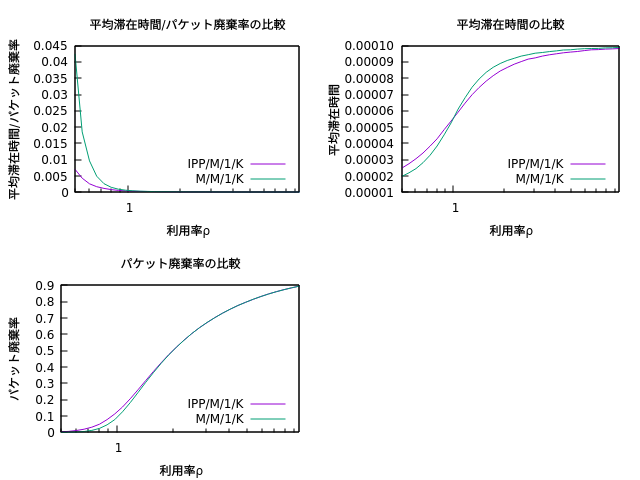 平均滞在時間/パケット廃棄率の比較
平均滞在時間/パケット廃棄率
0.045
0.04
0.035
0.03
0.025
0.02
0.015
0.01
0.005
0
IPP/M/1/K
M/M/1/K
1
利用率ρ
平均滞在時間の比較
平均滞在時間
0.00010
0.00009
0.00008
0.00007
0.00006
0.00005
0.00004
0.00003
0.00002
0.00001
IPP/M/1/K
M/M/1/K
1
利用率ρ
パケット廃棄率の比較
パケット廃棄率
0.9
0.8
0.7
0.6
0.5
0.4
0.3
0.2
0.1
0
IPP/M/1/K
M/M/1/K
1
利用率ρ